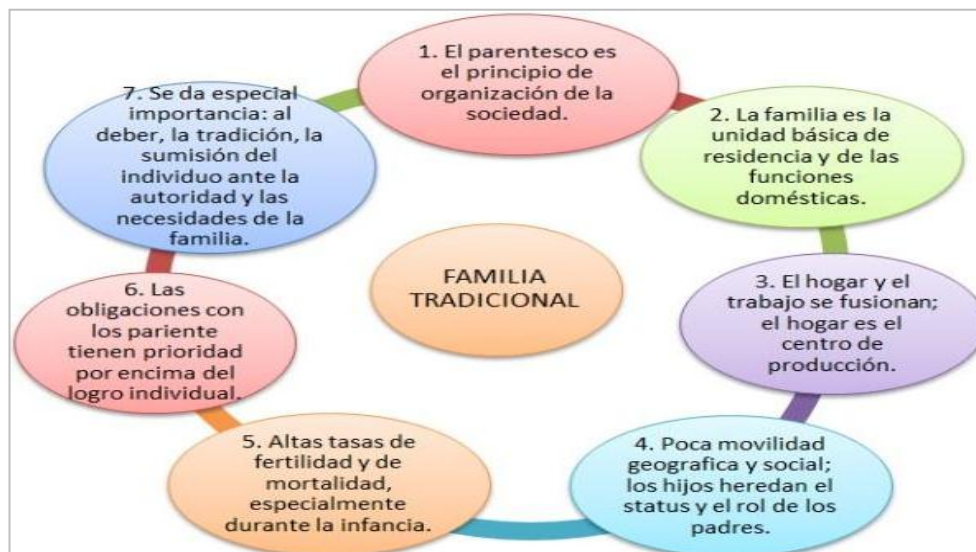 1. El parentesco es
el principio de
organización de la
sociedad.
2. La familia es la
unidad básica de
residencia y de las
funciones
domésticas.
3. El hogar y el
trabajo se fusionan;
el hogar es el
centro de
producción.
4. Poca movilidad
geografica y social;
los hijos heredan el
status y el rol de los
padres.
5. Altas tasas de
fertilidad y de
mortalidad,
especialmente
durante la infancia.
6. Las
obligaciones con
los pariente
tienen prioridad
por encima del
logro individual.
7. Se da especial
importancia: al
deber, la tradición, la
sumisión del
individuo ante la
autoridad y las
necesidades de la
familia.
FAMILIA
TRADICIONAL